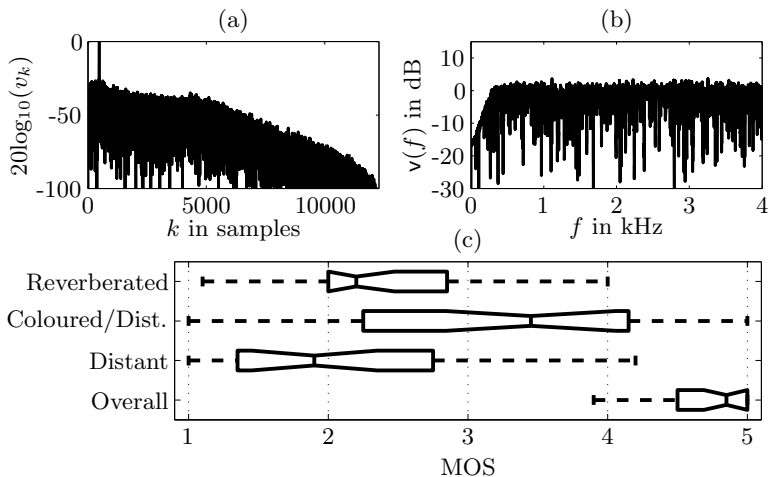 (a)
(b)
20log10(vk)
0
-50
-100
0
5000
10000
k in samples
v(f) in dB
10
0
-10
-20
-30
0
1
2
3
4
f in kHz
(c)
Reverberated
Coloured/Dist.
Distant
Overall
1
2
3
4
5
MOS